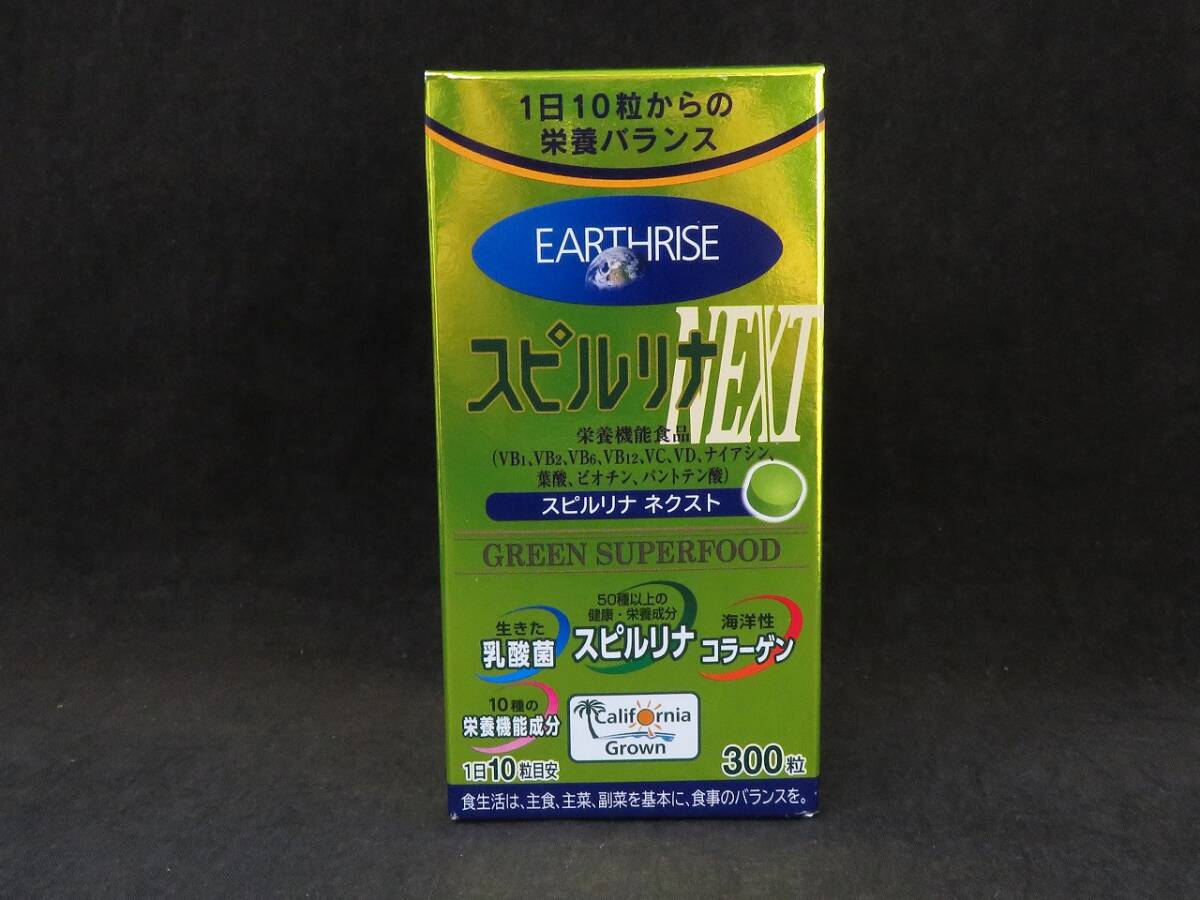 1日10粒からの
栄養バランス
EARTHRISE
スピルリナ NEXT
栄養機能食品
(VB1、VB2、VB6、VB12、VC、VD、ナイアシン、
葉酸、ビオチン、パントテン酸)
スピルリナ ネクスト
GREEN SUPERFOOD
生きた
乳酸菌
50種以上の
健康・栄養成分
スピルリナ
海洋性
コラーゲン
10種の
栄養機能成分
California
Grown
1日10粒目安
300粒
食生活は、主食、主菜、副菜を基本に、食事のバランスを。